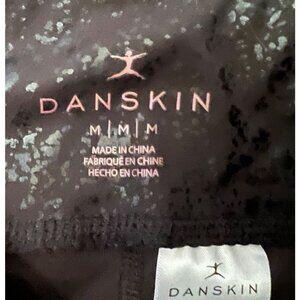 DANSKIN
M|M|M
MADE IN CHINA
FABRIQUÉ EN CHINE
HECHO EN CHINA
DANSKIN